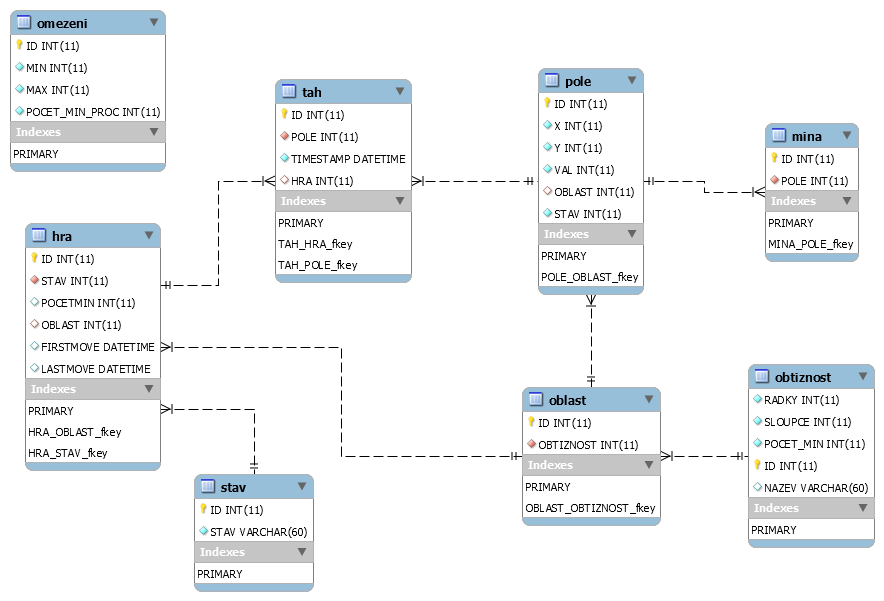 omezeni
ID INT(11)
MIN INT(11)
MAX INT(11)
POCET_MIN_PROC INT(11)
Indexes
PRIMARY
tah
ID INT(11)
POLE INT(11)
TIMESTAMP DATETIME
HRA INT(11)
Indexes
PRIMARY
TAH_HRA_fkey
TAH_POLE_fkey
pole
ID INT(11)
X INT(11)
Y INT(11)
VAL INT(11)
OBLAST INT(11)
STAV INT(11)
Indexes
PRIMARY
POLE_OBLAST_fkey
mina
ID INT(11)
POLE INT(11)
Indexes
PRIMARY
MINA_POLE_fkey
hra
ID INT(11)
STAV INT(11)
POCETMIN INT(11)
OBLAST INT(11)
FIRSTMOVE DATETIME
LASTMOVE DATETIME
Indexes
PRIMARY
HRA_OBLAST_fkey
HRA_STAV_fkey
stav
ID INT(11)
STAV VARCHAR(60)
Indexes
PRIMARY
oblast
ID INT(11)
OBTIZNOST INT(11)
Indexes
PRIMARY
OBLAST_OBTIZNOST_fkey
obtiznost
RADKY INT(11)
SLOUPCE INT(11)
POCET_MIN INT(11)
ID INT(11)
NAZEV VARCHAR(60)
Indexes
PRIMARY